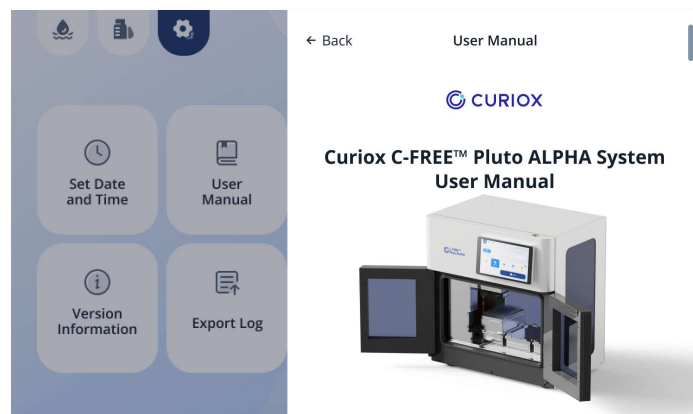 ← Back
User Manual
CURIOX
Curiox C-FREE™ Pluto ALPHA System
User Manual
Set Date
and Time
User
Manual
Version
Information
Export Log